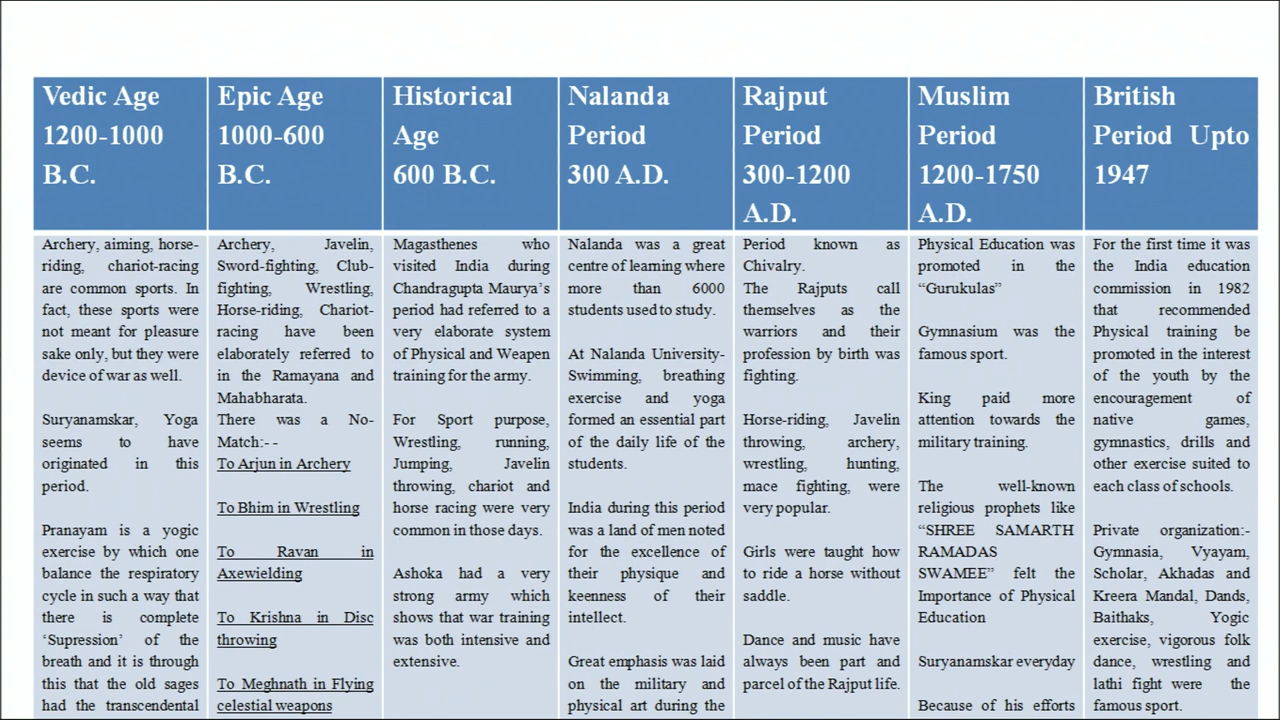 Vedic Age
1200-1000
B.C.
Epic Age
1000-600
B.C.
Historical
Age
600 B.C.
Nalanda
Period
300 A.D.
Rajput
Period
300-1200
A.D.
Muslim
Period
1200-1750
A.D.
British
Period Upto
1947
Archery, aiming, horse-
riding, chariot-racing
are common sports. In
fact, these sports were
not meant for pleasure
sake only, but they were
device of war as well.
Suryanamskar, Yoga
seems to have
originated in this
period.
Pranayam is a yogic
exercise by which one
balance the respiratory
cycle in such a way that
there is complete
‘Supression’ of the
breath and it is through
this that the old sages
had the transcendental
Archery, Javelin,
Sword-fighting, Club-
fighting, Wrestling,
Horse-riding, Chariot-
racing have been
elaborately referred to
in the Ramayana and
Mahabharata.
There was a No-
Match:- -
To Arjun in Archery
To Bhim in Wrestling
To Ravan in
Axewielding
To Krishna in Disc
throwing
To Meghnath in Flying
celestial weapons
Magasthenes who
visited India during
Chandragupta Maurya’s
period had referred to a
very elaborate system
of Physical and Weapen
training for the army.
For Sport purpose,
Wrestling, running,
Jumping, Javelin
throwing, chariot and
horse racing were very
common in those days.
Ashoka had a very
strong army which
shows that war training
was both intensive and
extensive.
Nalanda was a great
centre of learning where
more than 6000
students used to study.
At Nalanda University-
Swimming, breathing
exercise and yoga
formed an essential part
of the daily life of the
students.
India during this period
was a land of men noted
for the excellence of
their physique and
keenness of their
intellect.
Great emphasis was laid
on the military and
physical art during the
Period known as
Chivalry.
The Rajputs call
themselves as the
warriors and their
profession by birth was
fighting.
Horse-riding, Javelin
throwing, archery,
wrestling, hunting,
mace fighting, were
very popular.
Girls were taught how
to ride a horse without
saddle.
Dance and music have
always been part and
parcel of the Rajput life.
Physical Education was
promoted in the
“Gurukulas”
Gymnasium was the
famous sport.
King paid more
attention towards the
military training.
The well-known
religious prophets like
“SHREE SAMARTH
RAMADAS
SWAMEE” felt the
Importance of Physical
Education
Suryanamskar everyday
Because of his efforts
For the first time it was
the India education
commission in 1982
that recommended
Physical training be
promoted in the interest
of the youth by the
encouragement of
native games,
gymnastics, drills and
other exercise suited to
each class of schools.
Private organization:-
Gymnasia, Vyayam,
Scholar, Akhadas and
Kreera Mandal, Dands,
Baithaks, Yogic
exercise, vigorous folk
dance, wrestling and
lathi fight were the
famous sport.